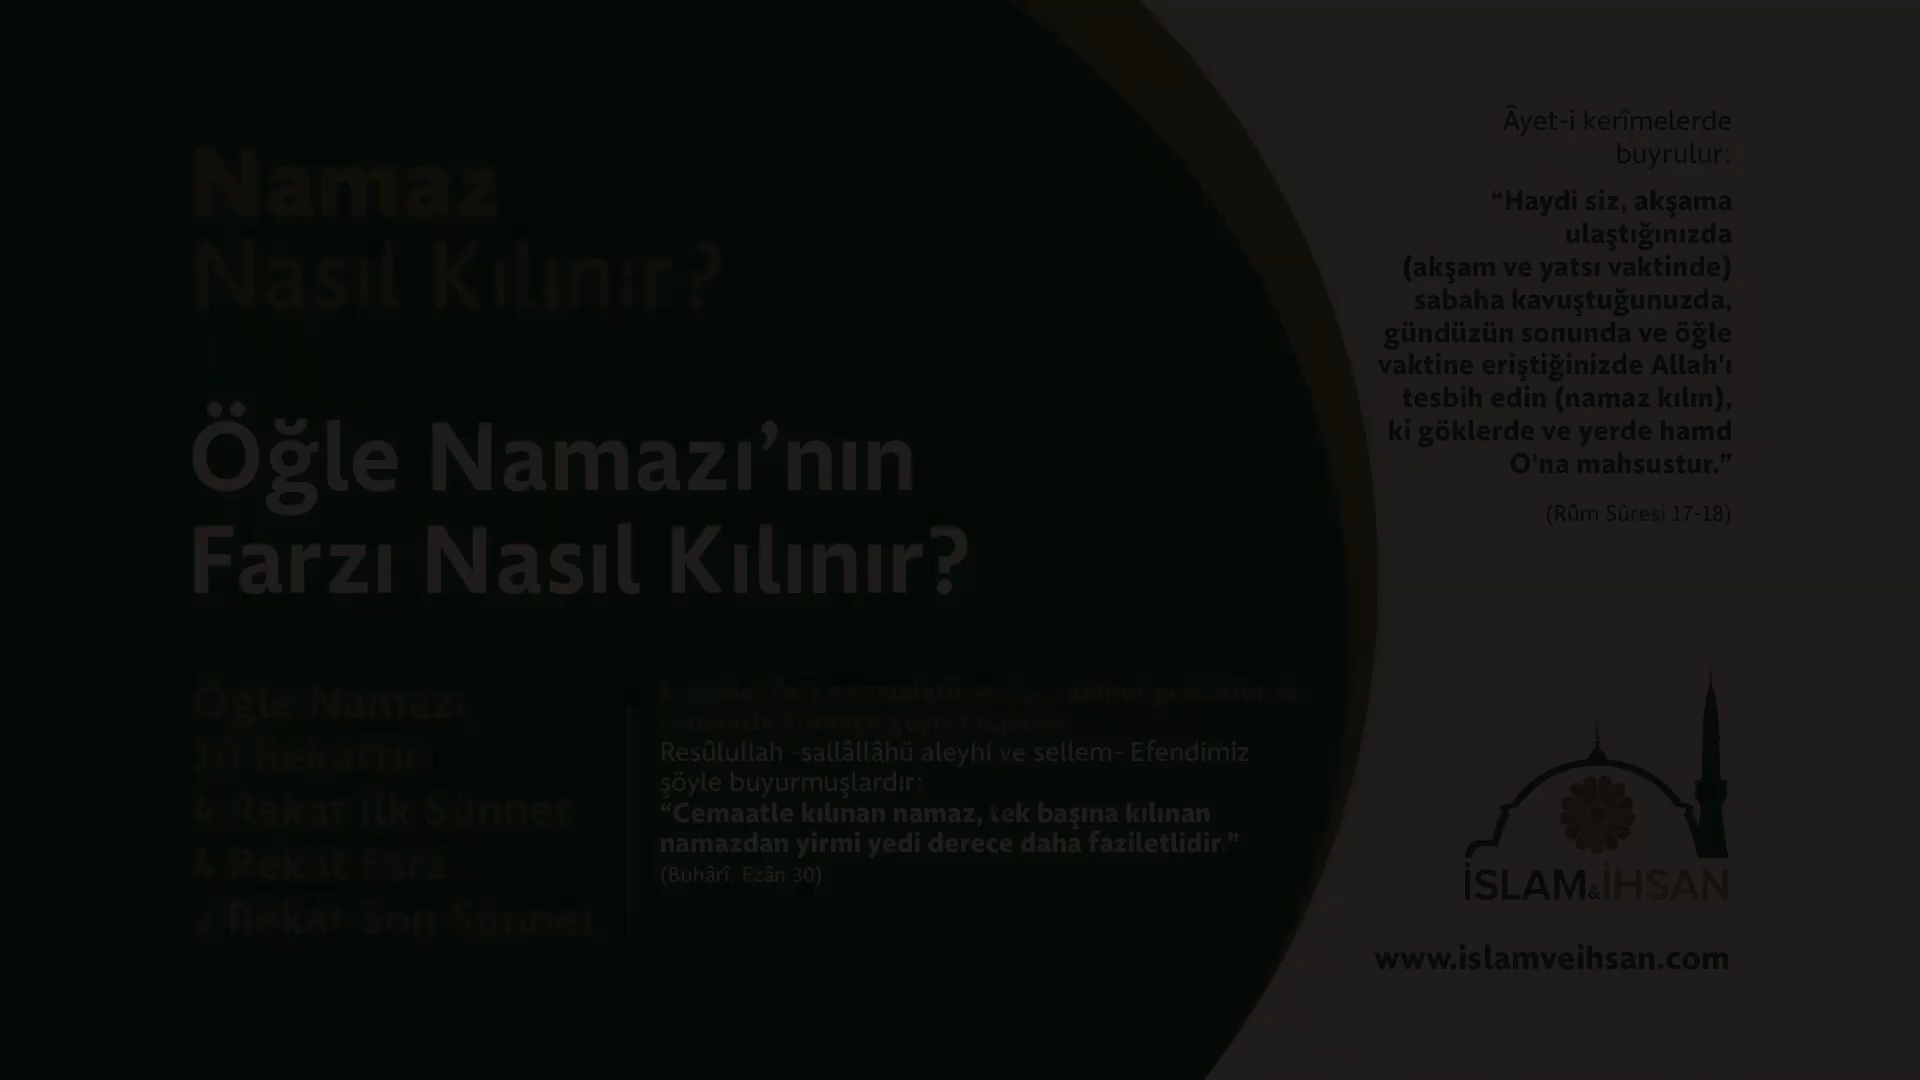 Namaz
Nasıl Kılınır?
Öğle Namazı’nın
Farzı Nasıl Kılınır?
Öğle Namazı
10 Rekattır
4 Rekat İlk Sünnet
4 Rekat Farz
2 Rekat Son Sünnet
Resûlullah -sallâllâhü aleyhi ve sellem- Efendimiz
şöyle buyurmuşlardır:
“Cemaatle kılınan namaz, tek başına kılınan
namazdan yirmi yedi derece daha faziletlidir.”
(Buhârî, Ezân 30)
Âyet-i kerîmelerde
buyrulur:
“Haydi siz, akşama
ulaştığınızda
(akşam ve yatsı vaktinde)
sabaha kavuştuğunuzda,
gündüzün sonunda ve öğle
vaktine eriştiğinizde Allah'ı
tesbih edin (namaz kılın),
ki göklerde ve yerde hamd
O'na mahsustur.”
(Rûm Sûresi 17-18)
İSLAM&İHSAN
www.islamveihsan.com